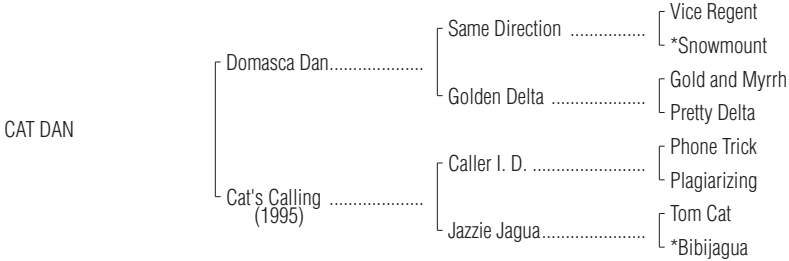 Vice Regent
Same Direction ................
*Snowmount
Domasca Dan....................
Gold and Myrrh
Golden Delta ....................
Pretty Delta
CAT DAN
Phone Trick
Caller I. D. ........................
Plagiarizing
Cat's Calling ....................
(1995)
Tom Cat
Jazzie Jagua......................
*Bibijagua